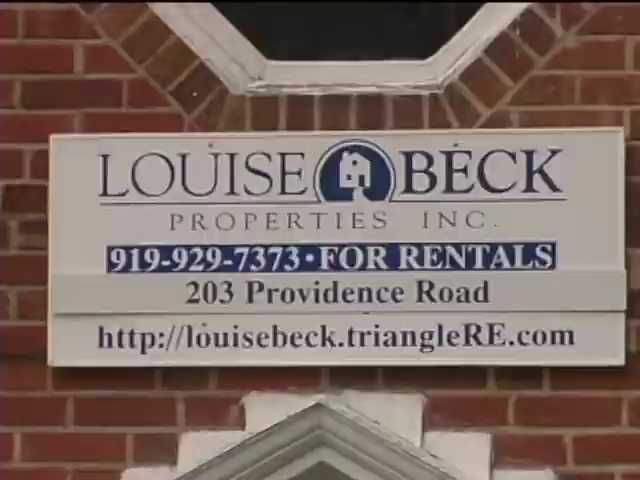 LOUISE BECK
PROPERTIES INC.
919-929-7373 · FOR RENTALS
203 Providence Road
http://louisebeck.triangleRE.com